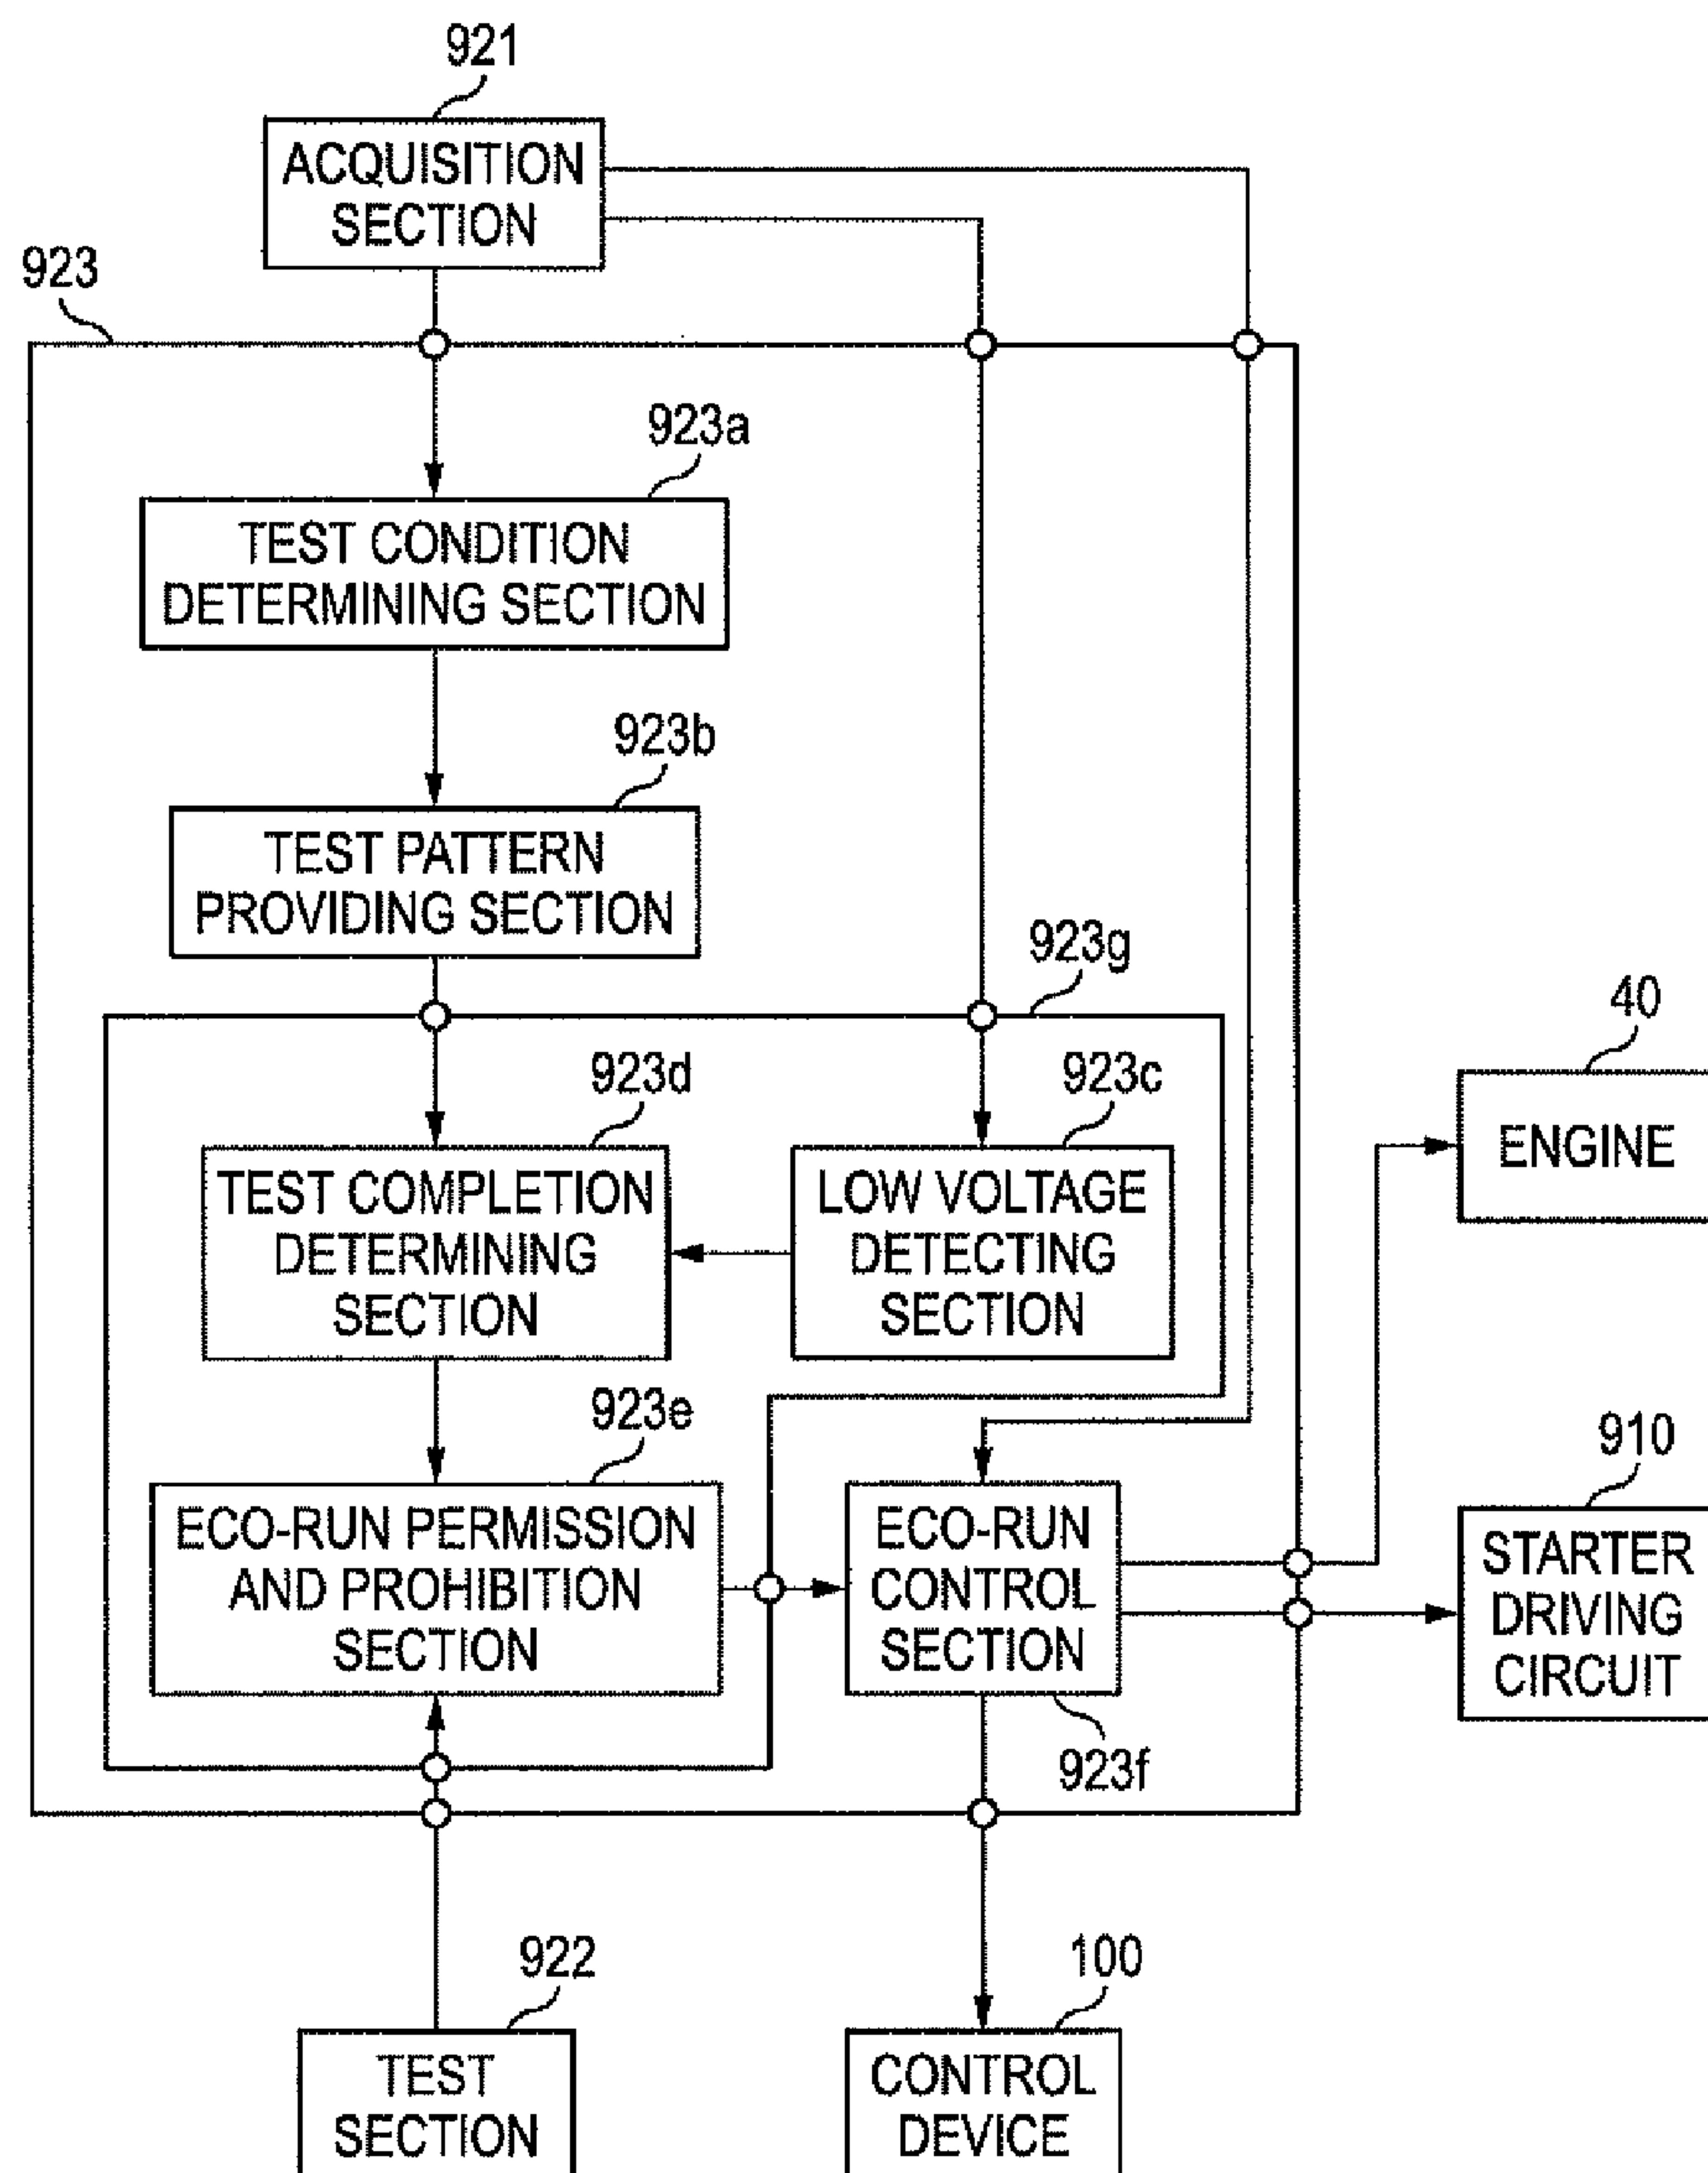 921
ACQUISITION
SECTION
923
923a
TEST CONDITION
DETERMINING SECTION
923b
TEST PATTERN
PROVIDING SECTION
923g
923d
TEST COMPLETION
DETERMINING
SECTION
923c
LOW VOLTAGE
DETECTING
SECTION
40
ENGINE
923e
ECO-RUN PERMISSION
AND PROHIBITION
SECTION
ECO-RUN
CONTROL
SECTION
923f
910
STARTER
DRIVING
CIRCUIT
922
TEST
SECTION
100
CONTROL
DEVICE